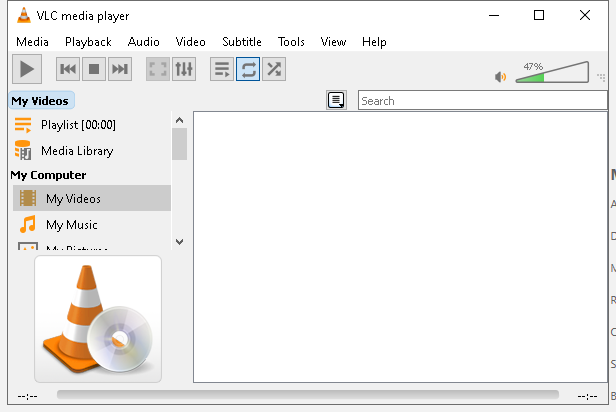 VLC media player
Media Playback Audio Video Subtitle Tools View Help
47%
My Videos
Search
Playlist [00:00]
Media Library
My Computer
My Videos
My Music
My Pictures
--:-- --:--